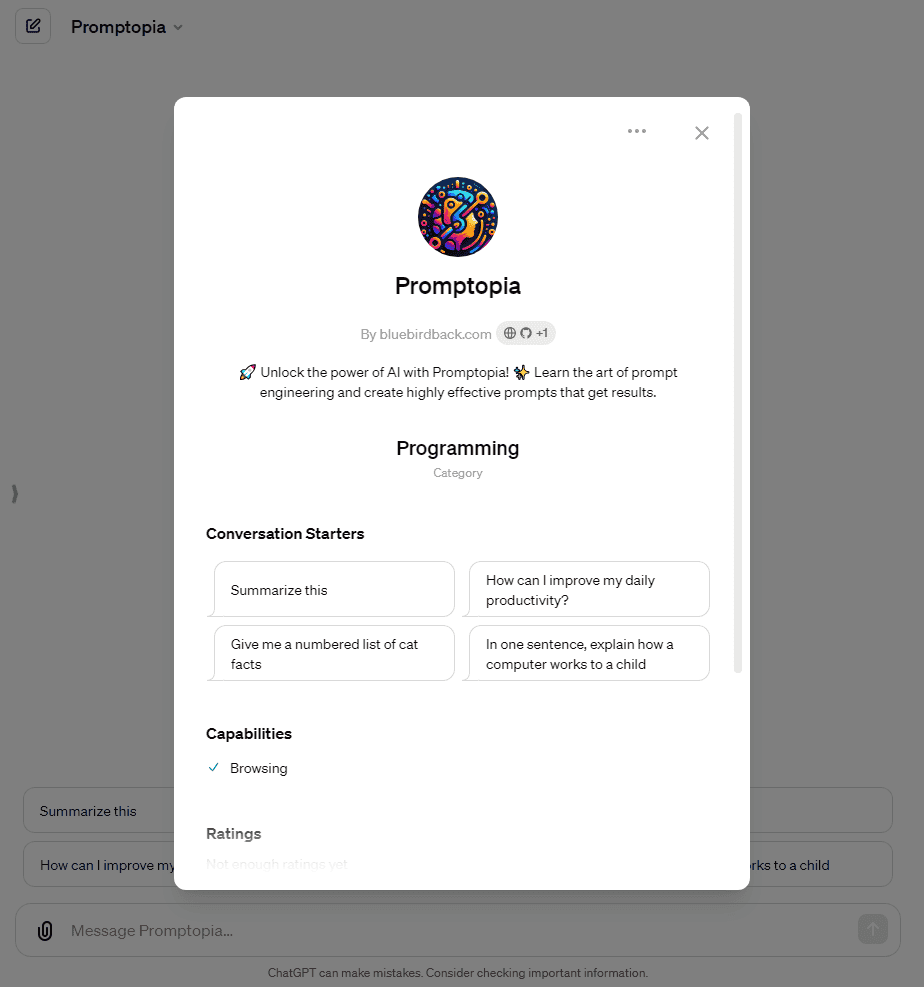 Promptopia
Promptopia
By bluebirdback.com +1
🚀 Unlock the power of AI with Promptopia! ✨ Learn the art of prompt
engineering and create highly effective prompts that get results.
Programming
Category
Conversation Starters
Summarize this
How can I improve my daily
productivity?
Give me a numbered list of cat
facts
In one sentence, explain how a
computer works to a child
Capabilities
Browsing
Ratings
Not enough ratings yet
Summarize this
How can I improve my
rks to a child
Message Promptopia...
ChatGPT can make mistakes. Consider checking important information.